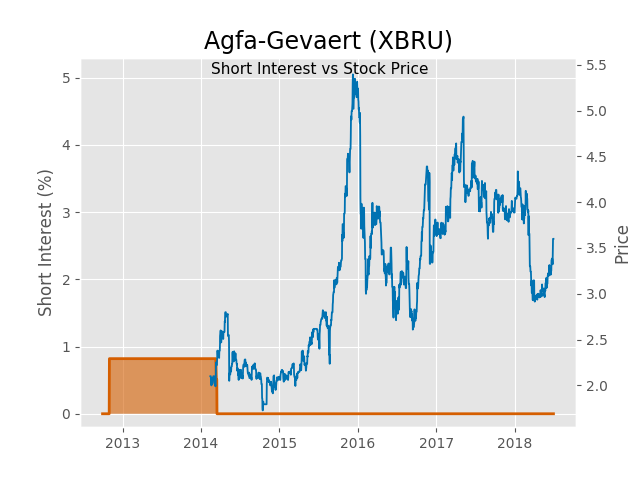 Agfa-Gevaert (XBRU)
Short Interest vs Stock Price
Short Interest (%)
5
4
3
2
1
0
5.5
5.0
4.5
4.0
3.5
3.0
2.5
2.0
Price
2013 2014 2015 2016 2017 2018